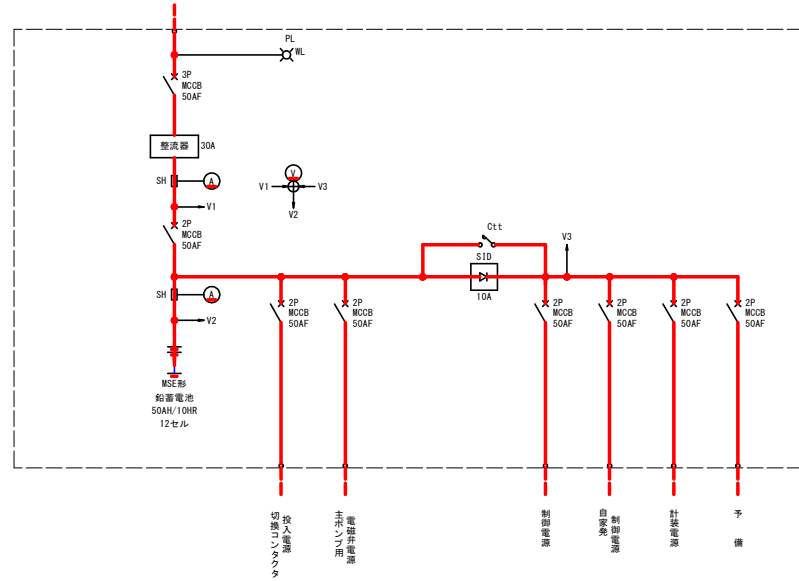 PL
WL
3P
MCCB
50AF
整流器
30A
SH
A
V
V1
V3
V2
V1
2P
MCCB
50AF
Ctt
SID
10A
V3
SH
A
V2
2P
MCCB
50AF
2P
MCCB
50AF
2P
MCCB
50AF
2P
MCCB
50AF
2P
MCCB
50AF
2P
MCCB
50AF
MSE形
鉛蓄電池
50AH/10HR
12セル
投入電源
切換コンタクタ
電磁弁電源
主ポンプ用
制御電源
制御電源
自家発
計装電源
予 備